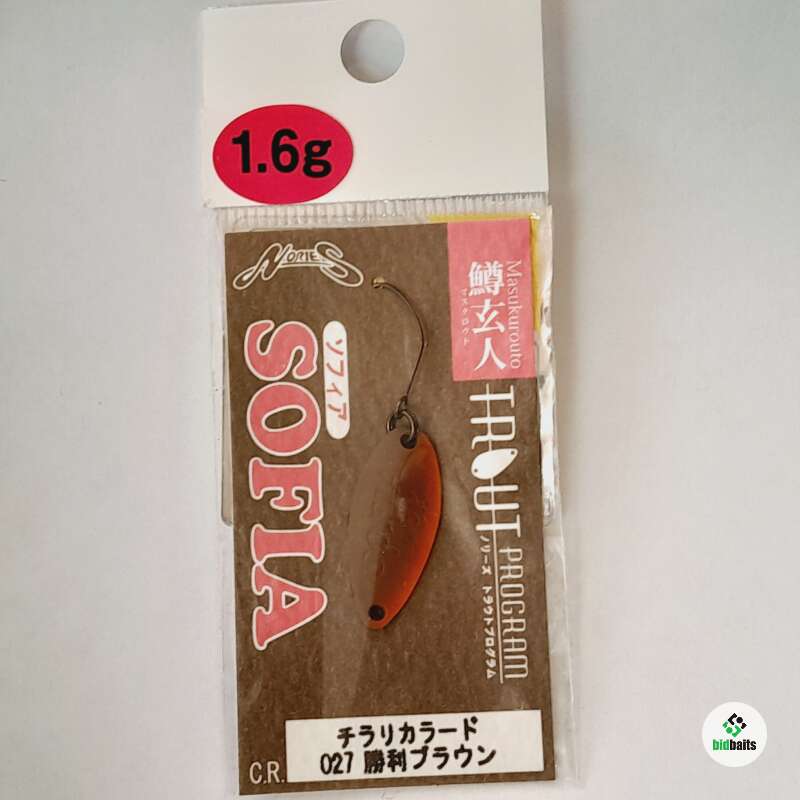 1.6g
NORIES
SOFIA
ソフィア
Masukurouto
鱒玄人
マスクロウト
TROUT PROGRAM
ノリーズ トラウトプログラム
C.R.
チラリカラード
027 勝利ブラウン
bidbaits